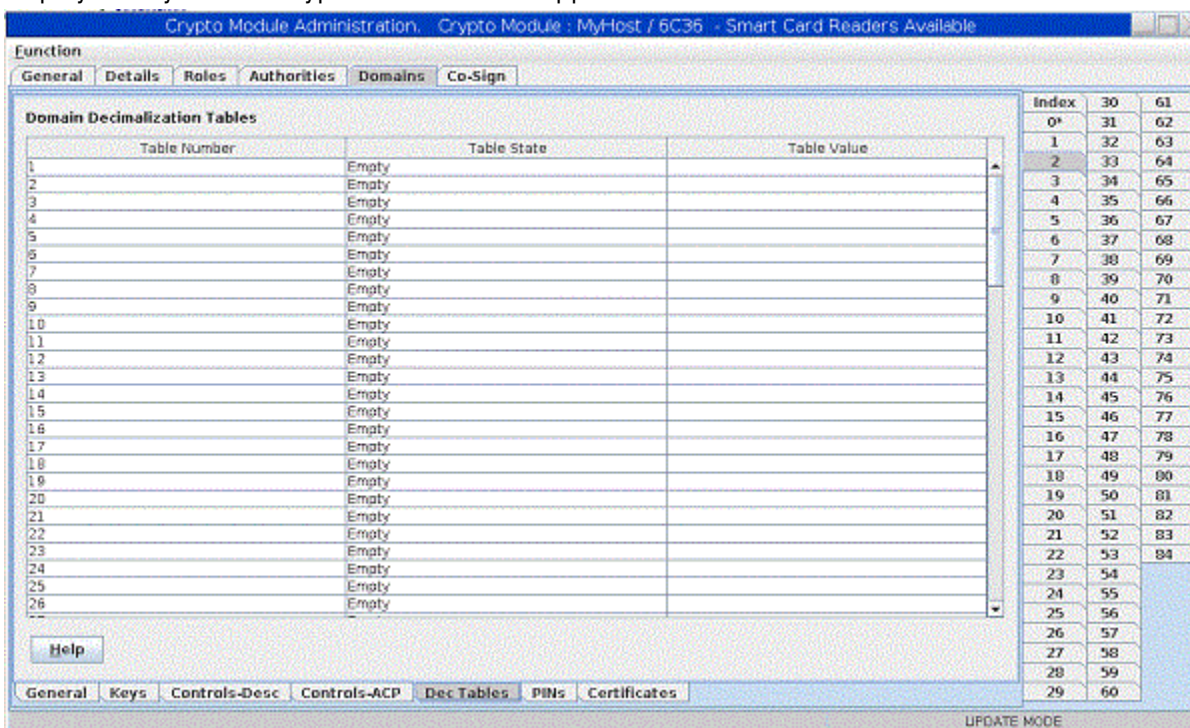 Crypto Module Administration. Crypto Module : MyHost / 6C36 - Smart Card Readers Available
Function
General Details Roles Authorities Domains Co-Sign
Domain Decimalization Tables
Table Number Table State Table Value
1 Empty
2 Empty
3 Empty
4 Empty
5 Empty
6 Empty
7 Empty
8 Empty
9 Empty
10 Empty
11 Empty
12 Empty
13 Empty
14 Empty
15 Empty
16 Empty
17 Empty
18 Empty
19 Empty
20 Empty
21 Empty
22 Empty
23 Empty
24 Empty
25 Empty
26 Empty
Help
General Keys Controls-Desc Controls-ACP Dec Tables PINs Certificates
Index 30 61
0* 31 62
1 32 63
2 33 64
3 34 65
4 35 66
5 36 67
6 37 68
7 38 69
8 39 70
9 40 71
10 41 72
11 42 73
12 43 74
13 44 75
14 45 76
15 46 77
16 47 78
17 48 79
18 49 80
19 50 81
20 51 82
21 52 83
22 53 84
23 54
24 55
25 56
26 57
27 58
28 59
29 60
UPDATE MODE